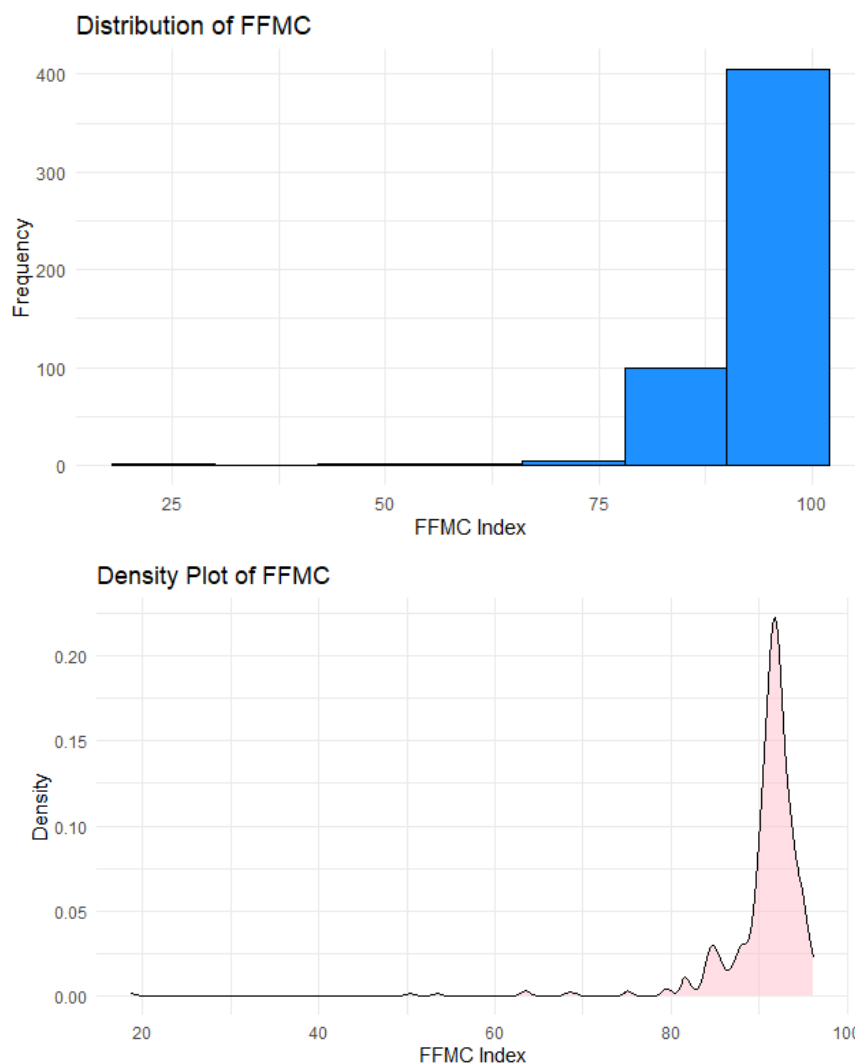 Distribution of FFMC
400
300
200
100
0
Frequency
25 50 75 100
FFMC Index
Density Plot of FFMC
0.20
0.15
0.10
0.05
0.00
Density
20 40 60 80 100
FFMC Index